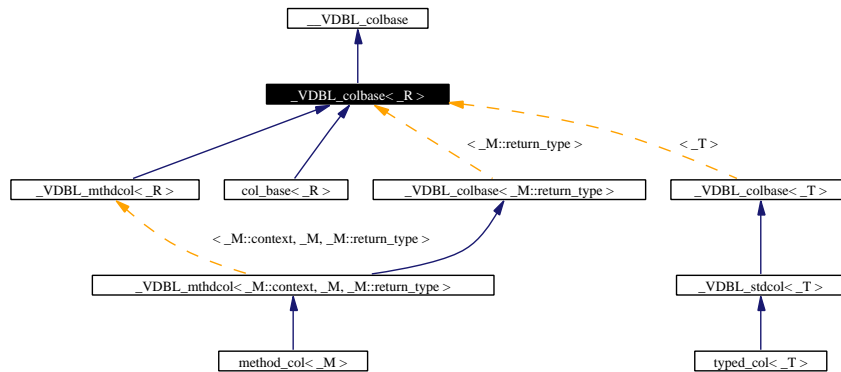 __VDBL_colbase
_VDBL_colbase< _R >
< _M::return_type >
< _T >
_VDBL_mthdcol< _R >
col_base< _R >
_VDBL_colbase< _M::return_type >
_VDBL_colbase< _T >
< _M::context, _M, _M::return_type >
_VDBL_mthdcol< _M::context, _M, _M::return_type >
_VDBL_stdcol< _T >
method_col< _M >
typed_col< _T >